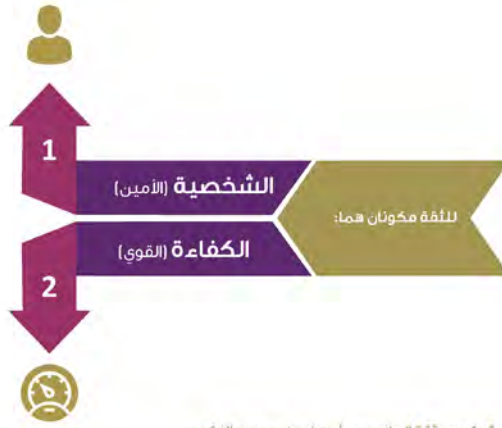 للثقة مكونان هما:
1
الشخصية (الأمين)
الكفاءة (القوي)
2